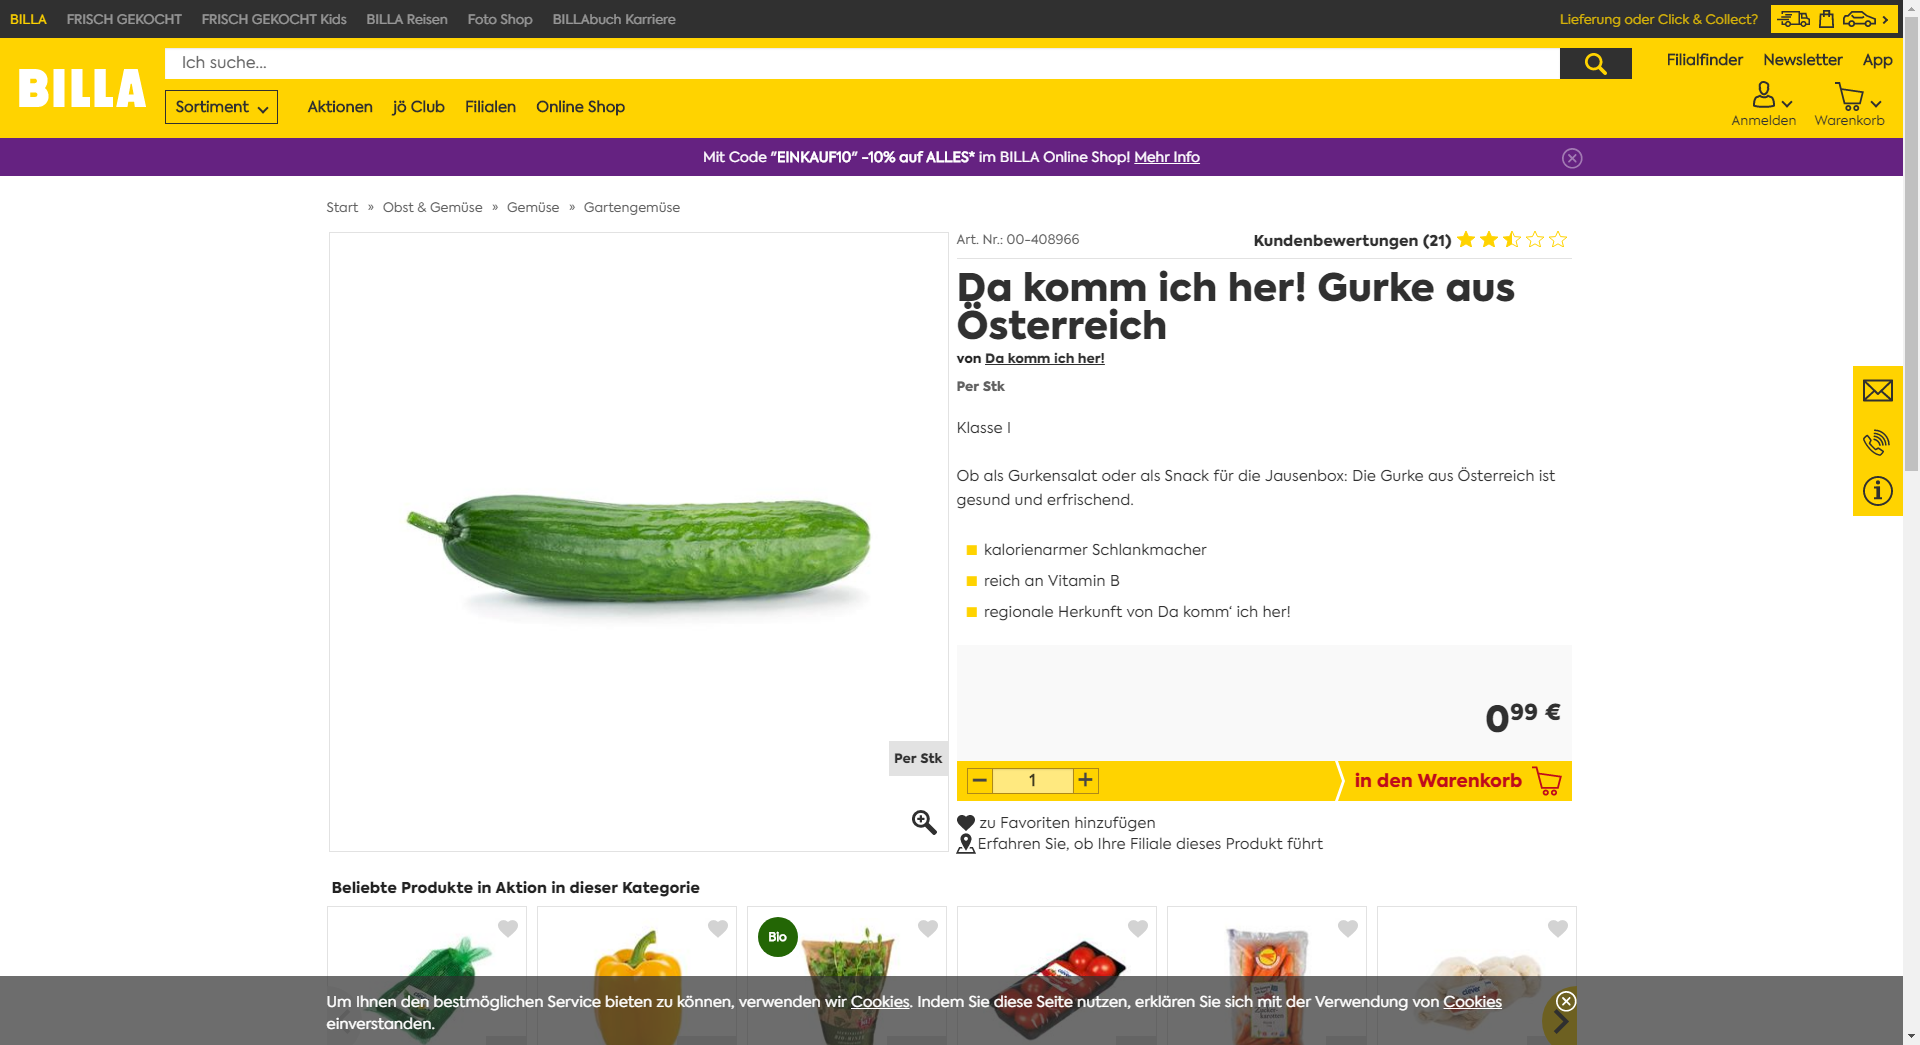 BILLA FRISCH GEKOCHT FRISCH GEKOCHT Kids BILLA Reisen Foto Shop BILLAbuch Karriere Lieferung oder Click & Collect?
Ich suche...
Filialfinder Newsletter App
BILLA
Sortiment Aktionen jö Club Filialen Online Shop
Anmelden Warenkorb
Mit Code "EINKAUF10" -10% auf ALLES* im BILLA Online Shop! Mehr Info
Start » Obst & Gemüse » Gemüse » Gartengemüse
Art. Nr.: 00-408966
Kundenbewertungen (21)
Da komm ich her! Gurke aus
Österreich
von Da komm ich her!
Per Stk
Klasse I
Ob als Gurkensalat oder als Snack für die Jausenbox: Die Gurke aus Österreich ist
gesund und erfrischend.
kalorienarmer Schlankmacher
reich an Vitamin B
regionale Herkunft von Da komm‘ ich her!
0 99 €
Per Stk
− 1 +
in den Warenkorb
zu Favoriten hinzufügen
Erfahren Sie, ob Ihre Filiale dieses Produkt führt
Beliebte Produkte in Aktion in dieser Kategorie
Bio
Um Ihnen den bestmöglichen Service bieten zu können, verwenden wir Cookies. Indem Sie diese Seite nutzen, erklären Sie sich mit der Verwendung von Cookies
einverstanden.